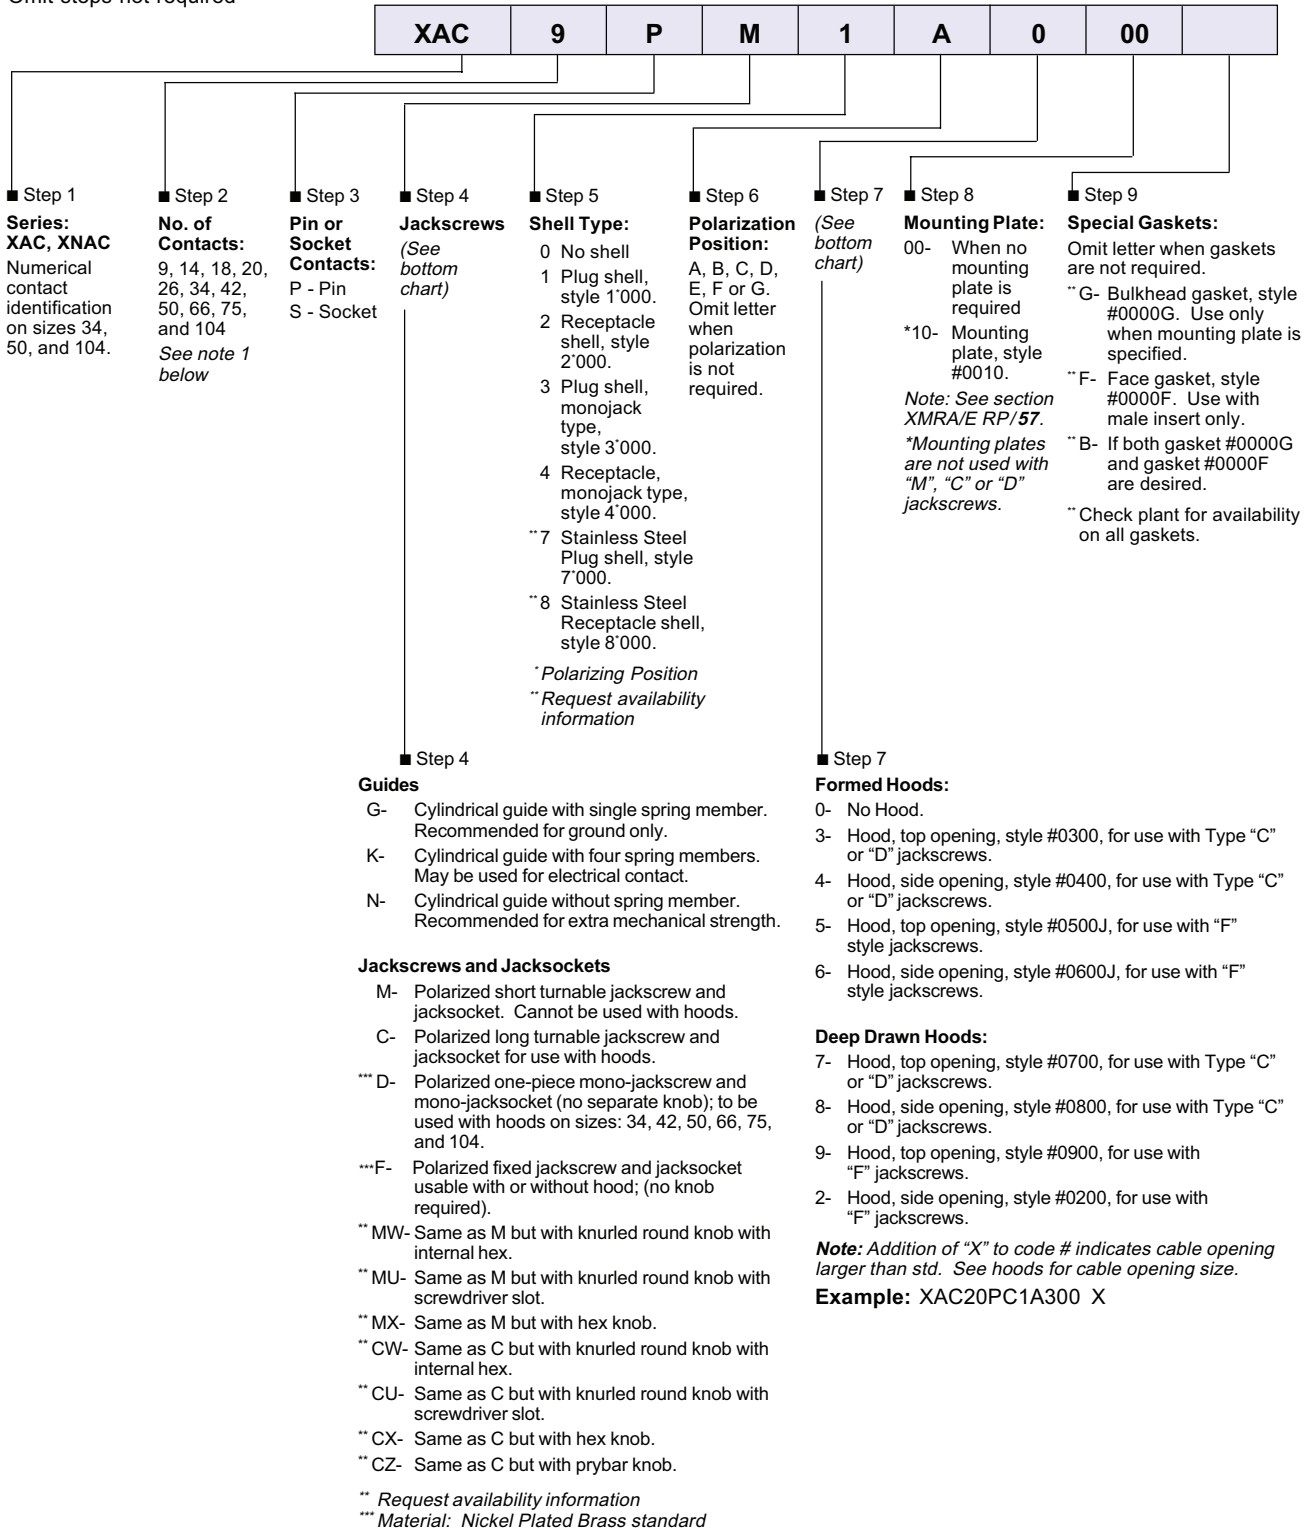 XAC 9 P M 1 A 0 00
■ Step 1
Series:
XAC, XNAC
Numerical
contact
identification
on sizes 34,
50, and 104.
■ Step 2
No. of
Contacts:
9, 14, 18, 20,
26, 34, 42,
50, 66, 75,
and 104
See note 1
below
■ Step 3
Pin or
Socket
Contacts:
P - Pin
S - Socket
■ Step 4
Jackscrews
(See
bottom
chart)
■ Step 5
Shell Type:
0 No shell
1 Plug shell,
style 1*000.
2 Receptacle
shell, style
2*000.
3 Plug shell,
monojack
type,
style 3*000.
4 Receptacle,
monojack type,
style 4*000.
**7 Stainless Steel
Plug shell, style
7*000.
**8 Stainless Steel
Receptacle shell,
style 8*000.
* Polarizing Position
** Request availability
information
■ Step 6
Polarization
Position:
A, B, C, D,
E, F or G.
Omit letter
when
polarization
is not
required.
■ Step 7
(See
bottom
chart)
■ Step 8
Mounting Plate:
00- When no
mounting
plate is
required
*10- Mounting
plate, style
#0010.
Note: See section
XMRA/E RP/57.
*Mounting plates
are not used with
“M”, “C” or “D”
jackscrews.
■ Step 9
Special Gaskets:
Omit letter when gaskets
are not required.
**G- Bulkhead gasket, style
#0000G. Use only
when mounting plate is
specified.
**F- Face gasket, style
#0000F. Use with
male insert only.
**B- If both gasket #0000G
and gasket #0000F
are desired.
**Check plant for availability
on all gaskets.
■ Step 4
Guides
G- Cylindrical guide with single spring member.
Recommended for ground only.
K- Cylindrical guide with four spring members.
May be used for electrical contact.
N- Cylindrical guide without spring member.
Recommended for extra mechanical strength.
Jackscrews and Jacksockets
M- Polarized short turnable jackscrew and
jacksocket. Cannot be used with hoods.
C- Polarized long turnable jackscrew and
jacksocket for use with hoods.
*** D- Polarized one-piece mono-jackscrew and
mono-jacksocket (no separate knob); to be
used with hoods on sizes: 34, 42, 50, 66, 75,
and 104.
***F- Polarized fixed jackscrew and jacksocket
usable with or without hood; (no knob
required).
** MW- Same as M but with knurled round knob with
internal hex.
** MU- Same as M but with knurled round knob with
screwdriver slot.
** MX- Same as M but with hex knob.
** CW- Same as C but with knurled round knob with
internal hex.
** CU- Same as C but with knurled round knob with
screwdriver slot.
** CX- Same as C but with hex knob.
** CZ- Same as C but with prybar knob.
** Request availability information
*** Material: Nickel Plated Brass standard
■ Step 7
Formed Hoods:
0- No Hood.
3- Hood, top opening, style #0300, for use with Type “C”
or “D” jackscrews.
4- Hood, side opening, style #0400, for use with Type “C”
or “D” jackscrews.
5- Hood, top opening, style #0500J, for use with “F”
style jackscrews.
6- Hood, side opening, style #0600J, for use with “F”
style jackscrews.
Deep Drawn Hoods:
7- Hood, top opening, style #0700, for use with Type “C”
or “D” jackscrews.
8- Hood, side opening, style #0800, for use with Type “C”
or “D” jackscrews.
9- Hood, top opening, style #0900, for use with
“F” jackscrews.
2- Hood, side opening, style #0200, for use with
“F” jackscrews.
Note: Addition of “X” to code # indicates cable opening
larger than std. See hoods for cable opening size.
Example: XAC20PC1A300 X